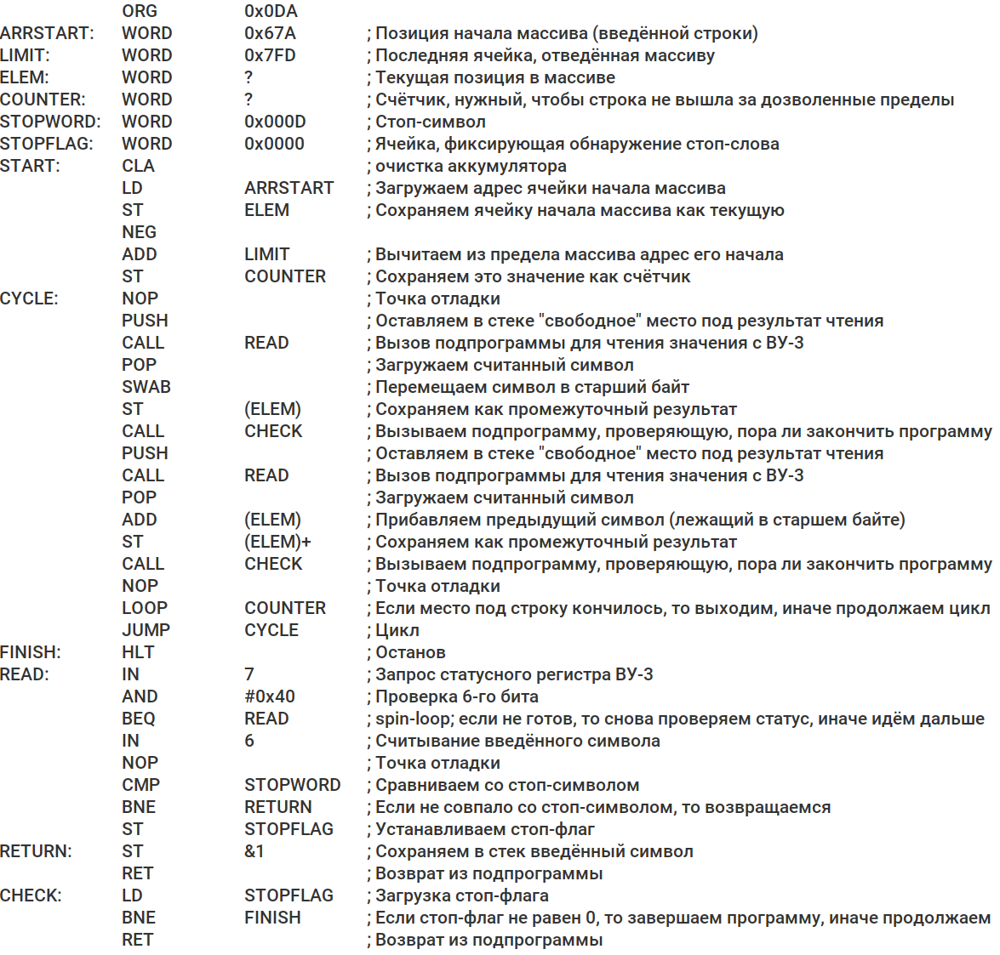 ORG 0x0DA
ARRSTART: WORD 0x67A ; Позиция начала массива (введённой строки)
LIMIT: WORD 0x7FD ; Последняя ячейка, отведённая массиву
ELEM: WORD ? ; Текущая позиция в массиве
COUNTER: WORD ? ; Счётчик, нужный, чтобы строка не вышла за дозволенные пределы
STOPWORD: WORD 0x000D ; Стоп-символ
STOPFLAG: WORD 0x0000 ; Ячейка, фиксирующая обнаружение стоп-слова
START: CLA ; очистка аккумулятора
LD ARRSTART ; Загружаем адрес ячейки начала массива
ST ELEM ; Сохраняем ячейку начала массива как текущую
NEG
ADD LIMIT ; Вычитаем из предела массива адрес его начала
ST COUNTER ; Сохраняем это значение как счётчик
CYCLE: NOP ; Точка отладки
PUSH ; Оставляем в стеке "свободное" место под результат чтения
CALL READ ; Вызов подпрограммы для чтения значения с ВУ-3
POP ; Загружаем считанный символ
SWAB ; Перемещаем символ в старший байт
ST (ELEM) ; Сохраняем как промежуточный результат
CALL CHECK ; Вызываем подпрограмму, проверяющую, пора ли закончить программу
PUSH ; Оставляем в стеке "свободное" место под результат чтения
CALL READ ; Вызов подпрограммы для чтения значения с ВУ-3
POP ; Загружаем считанный символ
ADD (ELEM) ; Прибавляем предыдущий символ (лежащий в старшем байте)
ST (ELEM)+ ; Сохраняем как промежуточный результат
CALL CHECK ; Вызываем подпрограмму, проверяющую, пора ли закончить программу
NOP ; Точка отладки
LOOP COUNTER ; Если место под строку кончилось, то выходим, иначе продолжаем цикл
JUMP CYCLE ; Цикл
FINISH: HLT ; Останов
READ: IN 7 ; Запрос статусного регистра ВУ-3
AND #0x40 ; Проверка 6-го бита
BEQ READ ; spin-loop; если не готов, то снова проверяем статус, иначе идём дальше
IN 6 ; Считывание введённого символа
NOP ; Точка отладки
CMP STOPWORD ; Сравниваем со стоп-символом
BNE RETURN ; Если не совпало со стоп-символом, то возвращаемся
ST STOPFLAG ; Устанавливаем стоп-флаг
RETURN: ST &1 ; Сохраняем в стек введённый символ
RET ; Возврат из подпрограммы
CHECK: LD STOPFLAG ; Загрузка стоп-флага
BNE FINISH ; Если стоп-флаг не равен 0, то завершаем программу, иначе продолжаем
RET ; Возврат из подпрограммы